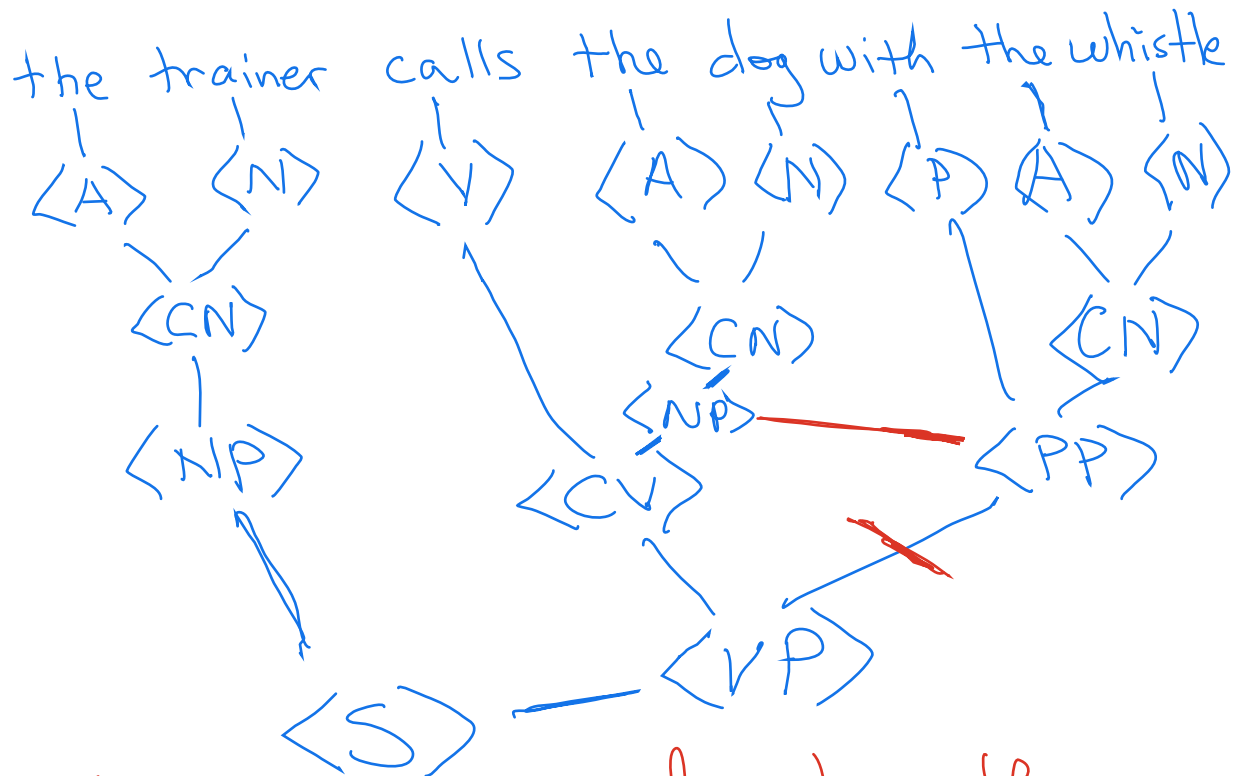 the trainer calls the dog with the whistle
<A> <N> <V> <A> <N> <P> <A> <N>
<CN> <CN> <CN>
<NP>
<NP> <PP>
<CV>
<VP>
<S>